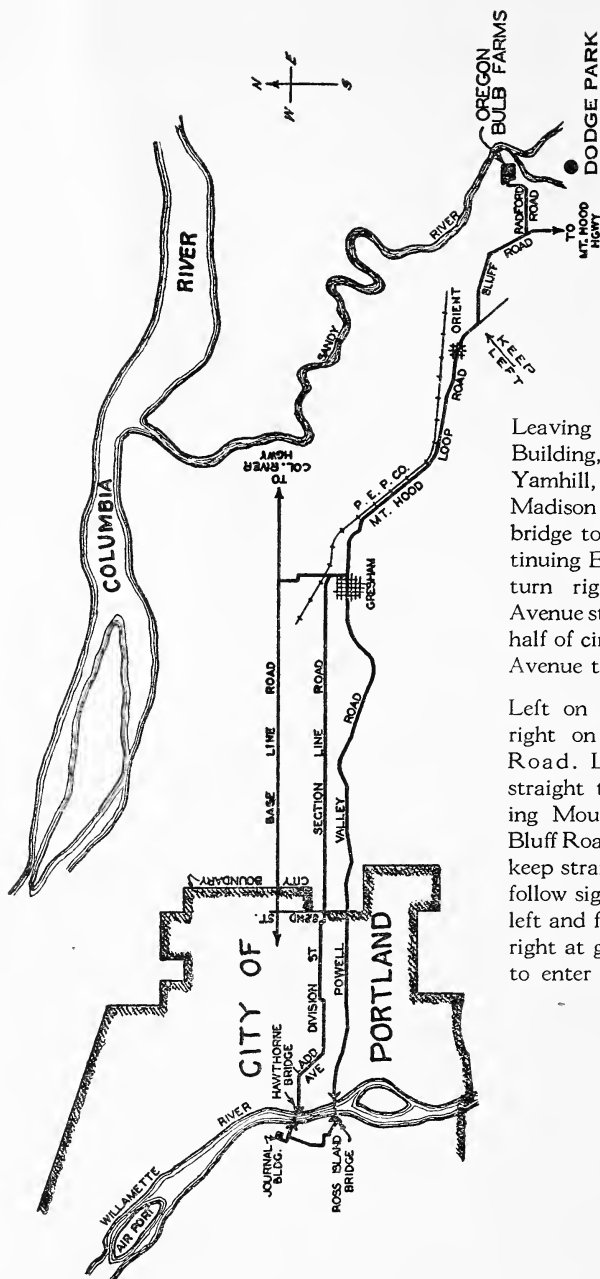 COLUMBIA
RIVER
N
W E
S
SANDY
RIVER
OREGON
BULB FARMS
DODGE PARK
RADFORD
ROAD
TO
MT. HOOD
HGWY
BLUFF
ROAD
ORIENT
KEEP
LEFT
P. E. P. CO.
MT. HOOD
LOOP
ROAD
TO
COL. RIVER
HGWY
GRESHAM
BASE LINE ROAD
SECTION LINE ROAD
POWELL VALLEY ROAD
CITY
BOUNDARY
82ND
ST.
CITY OF
PORTLAND
DIVISION ST
ADD
AVE
HAWTHORNE
BRIDGE
JOURNAL
BLDG.
ROSS ISLAND
BRIDGE
WILLAMETTE
RIVER
AIR PORT
Leaving
Building,
Yamhill,
Madison
bridge to
tinuing E
turn rig
Avenue st
half of cir
Avenue t
Left on
right on
Road. L
straight t
ing Mou
Bluff Roa
keep strai
follow sig
left and f
right at g
to enter